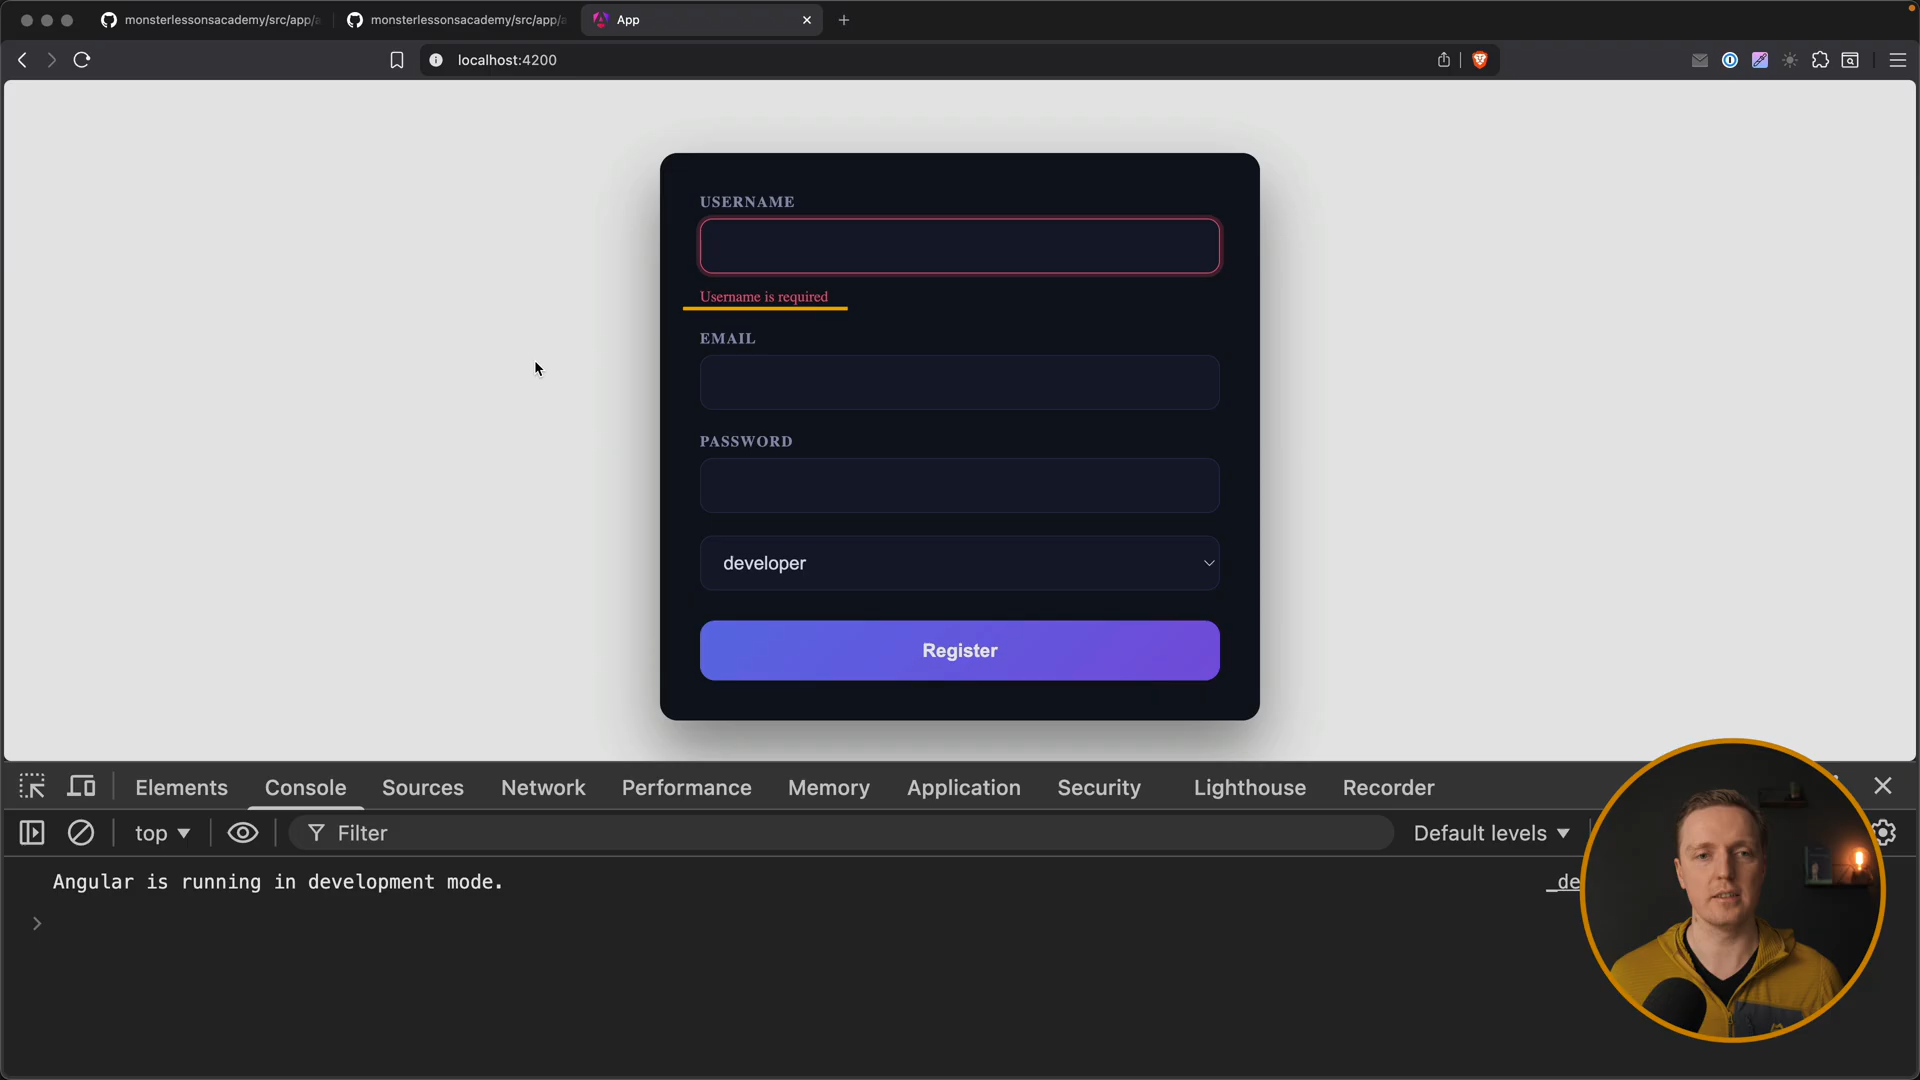 monsterlessonsacademy/src/app/a
monsterlessonsacademy/src/app/a
App
localhost:4200
USERNAME
Username is required
EMAIL
PASSWORD
developer
Register
Elements
Console
Sources
Network
Performance
Memory
Application
Security
Lighthouse
Recorder
top
Filter
Default levels
Angular is running in development mode.
_de